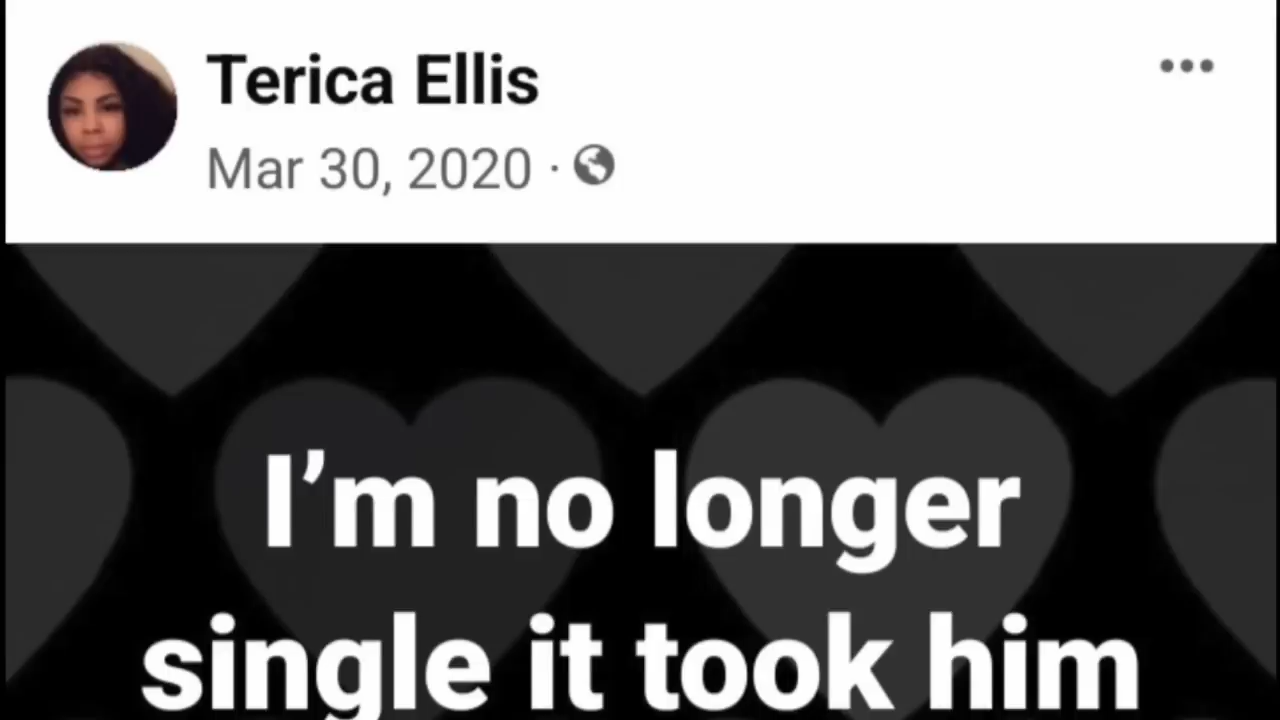 Terica Ellis
Mar 30, 2020 ·
I’m no longer
single it took him